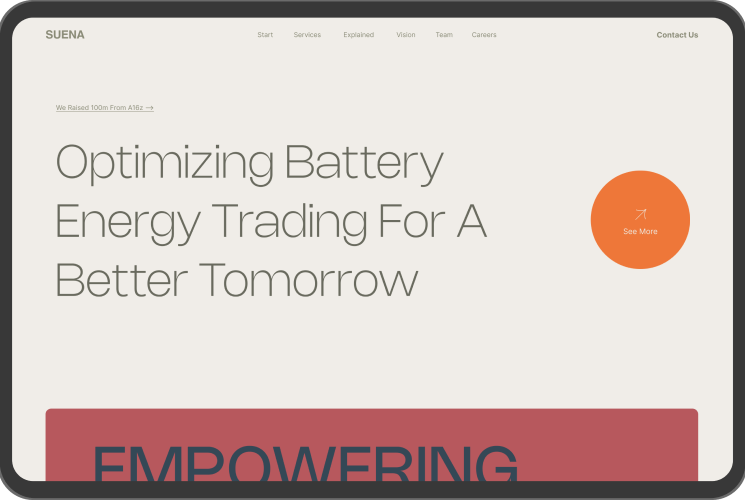 SUENA
Start Services Explained Vision Team Careers
Contact Us
We Raised 100m From A16z →
Optimizing Battery
Energy Trading For A
Better Tomorrow
See More
EMPOWERING